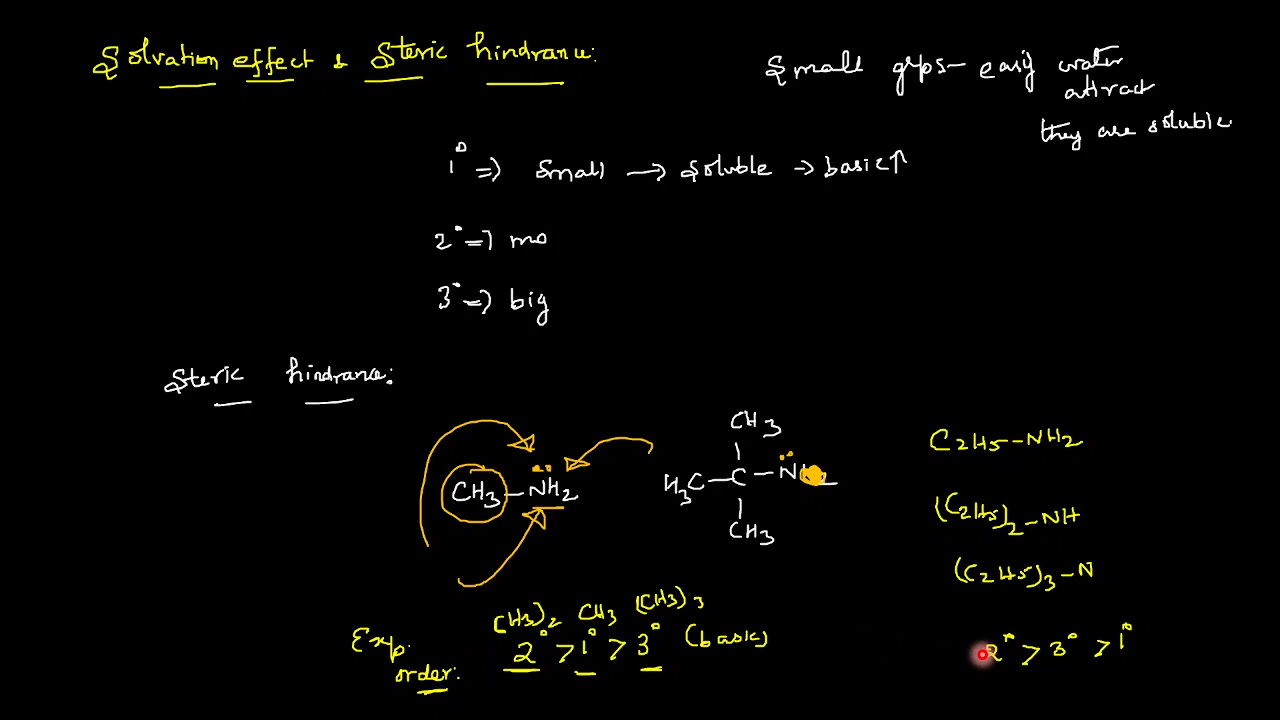 Solvation effect & Steric hindrance:
Small grps- easy water
attract
they are soluble
1° => Small → Soluble → basic↑
2° => mo
3° => big
Steric hindrance:
CH3-NH2
CH3
H3C-C-N
CH3
C2H5-NH2
(C2H5)2-NH
(C2H5)3-N
(CH3)2 CH3 (CH3)3
Exp. order: 2° > 1° > 3° (basic)
2° > 3° > 1°